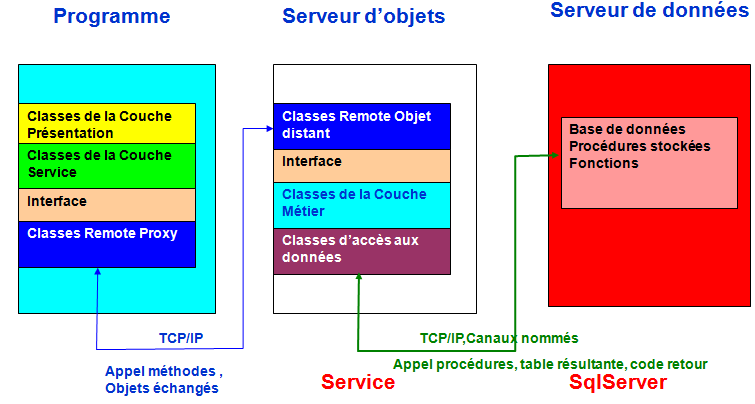 Programme
Serveur d'objets
Serveur de données
Classes de la Couche
Présentation
Classes de la Couche
Service
Interface
Classes Remote Proxy
Classes Remote Objet
distant
Interface
Classes de la Couche
Métier
Classes d'accès aux
données
Base de données
Procédures stockées
Fonctions
TCP/IP
Appel méthodes ,
Objets échangés
TCP/IP,Canaux nommés
Appel procédures, table résultante, code retour
Service
SqlServer